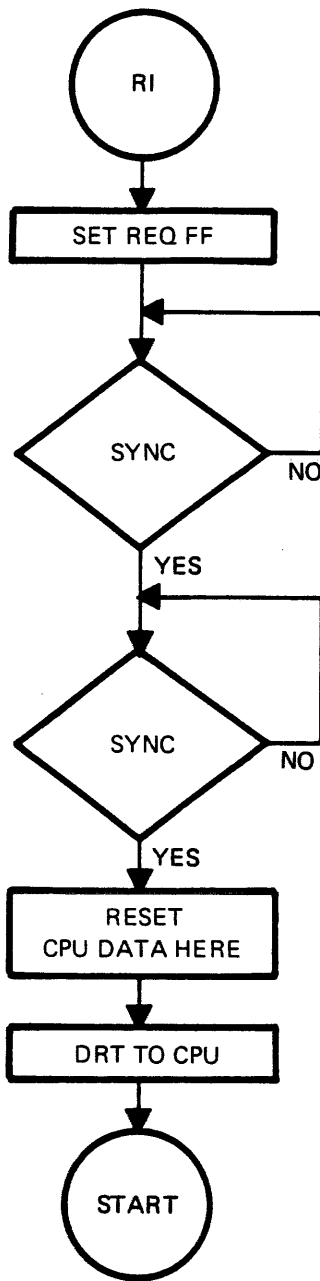 RI
SET REQ FF
SYNC
NO
YES
SYNC
NO
YES
RESET
CPU DATA HERE
DRT TO CPU
START